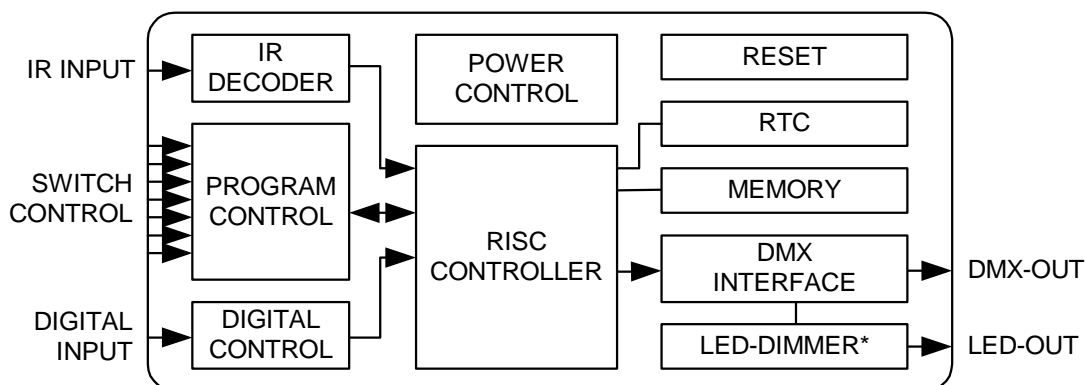 IR INPUT
IR
DECODER
POWER
CONTROL
RESET
RTC
SWITCH
CONTROL
PROGRAM
CONTROL
MEMORY
RISC
CONTROLLER
DMX
INTERFACE
DMX-OUT
DIGITAL
INPUT
DIGITAL
CONTROL
LED-DIMMER*
LED-OUT